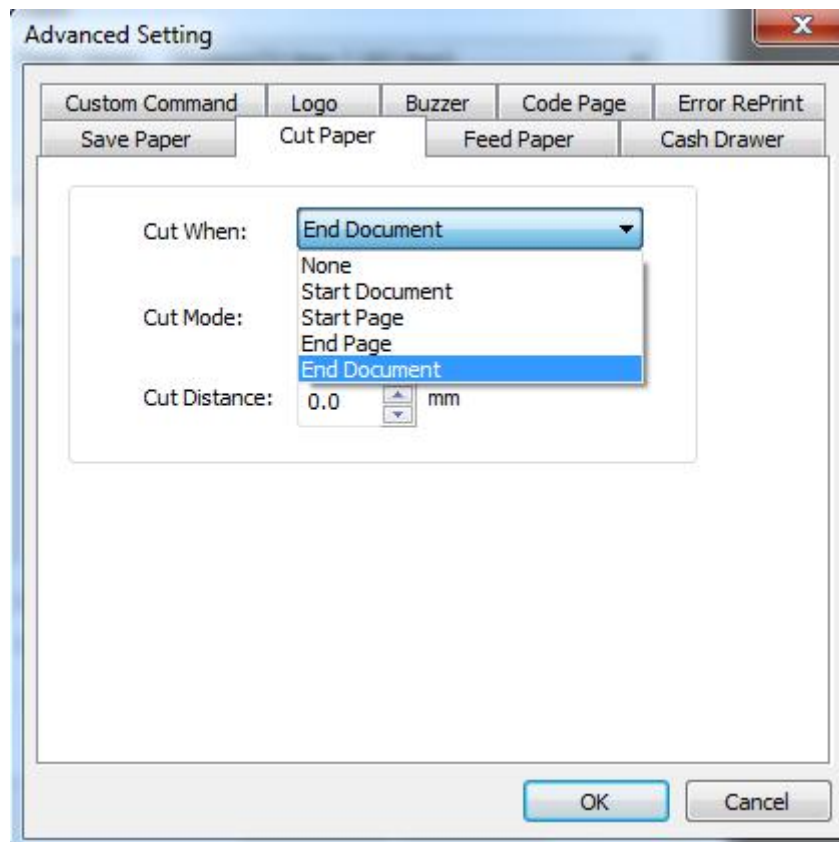 Advanced Setting
X
Custom Command Logo Buzzer Code Page Error RePrint
Save Paper Cut Paper Feed Paper Cash Drawer
Cut When: End Document
None
Start Document
Cut Mode: Start Page
End Page
End Document
Cut Distance: 0.0 mm
OK Cancel